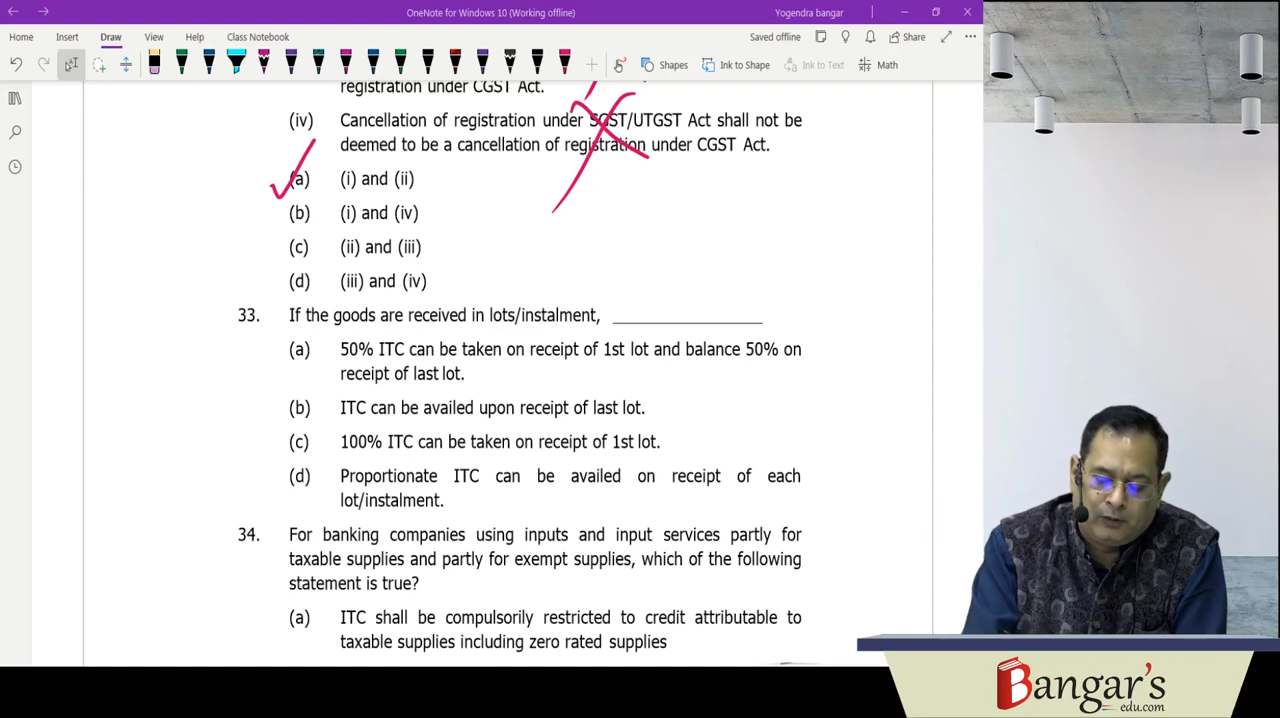 OneNote for Windows 10 (Working offline)
Yogendra bangar
Home Insert Draw View Help Class Notebook
Saved offline
Share
Shapes
Ink to Shape
Ink to Text
Math
registration under CGST Act.
(iv) Cancellation of registration under SGST/UTGST Act shall not be
deemed to be a cancellation of registration under CGST Act.
(a) (i) and (ii)
(b) (i) and (iv)
(c) (ii) and (iii)
(d) (iii) and (iv)
33. If the goods are received in lots/instalment, ________________
(a) 50% ITC can be taken on receipt of 1st lot and balance 50% on
receipt of last lot.
(b) ITC can be availed upon receipt of last lot.
(c) 100% ITC can be taken on receipt of 1st lot.
(d) Proportionate ITC can be availed on receipt of each
lot/instalment.
34. For banking companies using inputs and input services partly for
taxable supplies and partly for exempt supplies, which of the following
statement is true?
(a) ITC shall be compulsorily restricted to credit attributable to
taxable supplies including zero rated supplies
Bangar's
edu.com